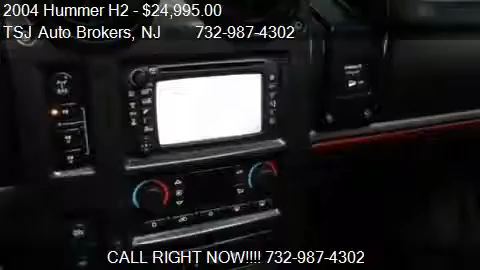 2004 Hummer H2 - $24,995.00
TSJ Auto Brokers, NJ 732-987-4302
CALL RIGHT NOW!!!! 732-987-4302